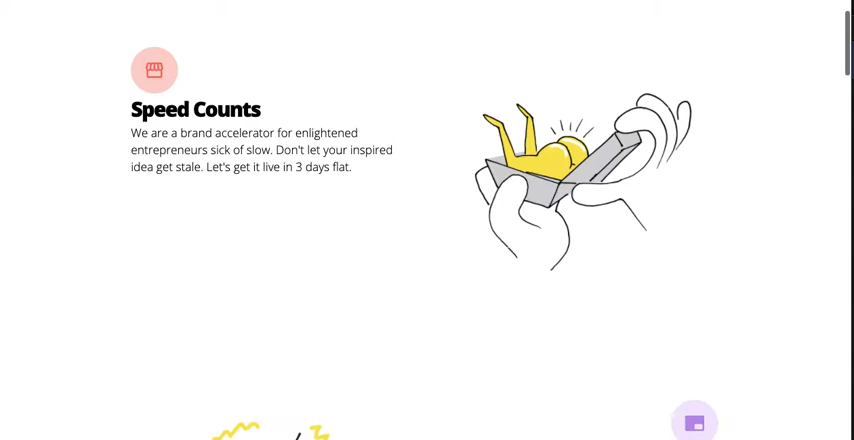 Speed Counts
We are a brand accelerator for enlightened
entrepreneurs sick of slow. Don't let your inspired
idea get stale. Let's get it live in 3 days flat.